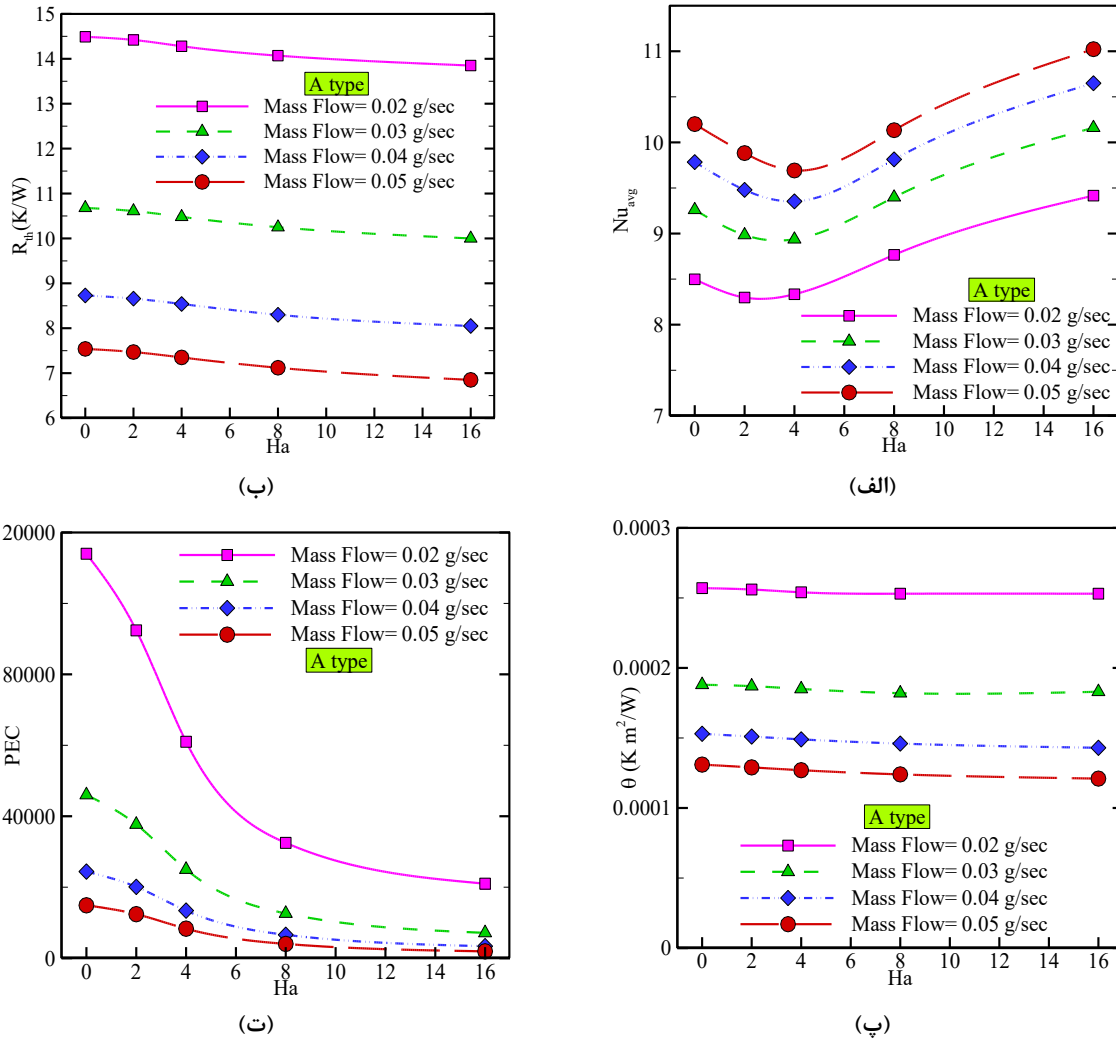 15
14
13
12
11
10
9
8
7
6
R_th (K/W)
A type
Mass Flow= 0.02 g/sec
Mass Flow= 0.03 g/sec
Mass Flow= 0.04 g/sec
Mass Flow= 0.05 g/sec
0 2 4 6 8 10 12 14 16
Ha
(ب)
11
10
9
8
7
Nu_avg
A type
Mass Flow= 0.02 g/sec
Mass Flow= 0.03 g/sec
Mass Flow= 0.04 g/sec
Mass Flow= 0.05 g/sec
0 2 4 6 8 10 12 14 16
Ha
(الف)
20000
80000
40000
0
PEC
Mass Flow= 0.02 g/sec
Mass Flow= 0.03 g/sec
Mass Flow= 0.04 g/sec
Mass Flow= 0.05 g/sec
A type
0 2 4 6 8 10 12 14 16
Ha
(ت)
0.0003
0.0002
0.0001
0
θ (K m²/W)
A type
Mass Flow= 0.02 g/sec
Mass Flow= 0.03 g/sec
Mass Flow= 0.04 g/sec
Mass Flow= 0.05 g/sec
0 2 4 6 8 10 12 14 16
Ha
(پ)